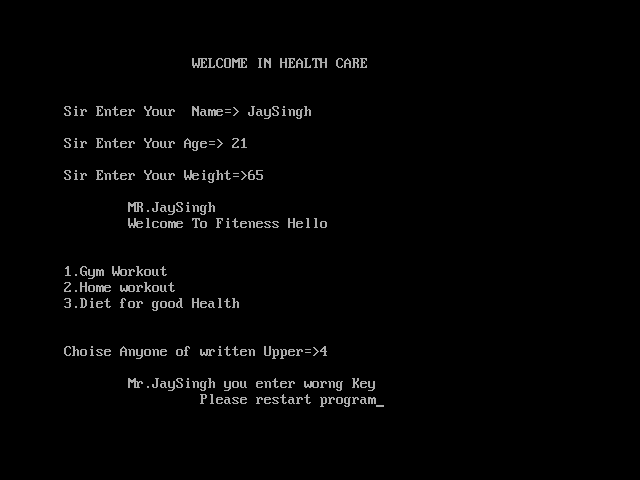 WELCOME IN HEALTH CARE
Sir Enter Your  Name=> JaySingh
Sir Enter Your Age=> 21
Sir Enter Your Weight=>65
MR.JaySingh
Welcome To Fiteness Hello
1.Gym Workout
2.Home workout
3.Diet for good Health
Choise Anyone of written Upper=>4
Mr.JaySingh you enter worng Key
Please restart program_